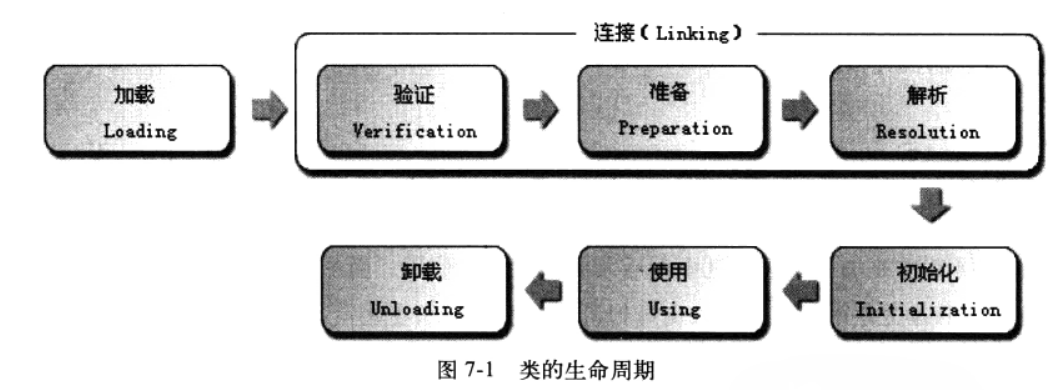 连接（Linking）
加载
Loading
验证
Verification
准备
Preparation
解析
Resolution
初始化
Initialization
使用
Using
卸载
Unloading
图 7-1 类的生命周期